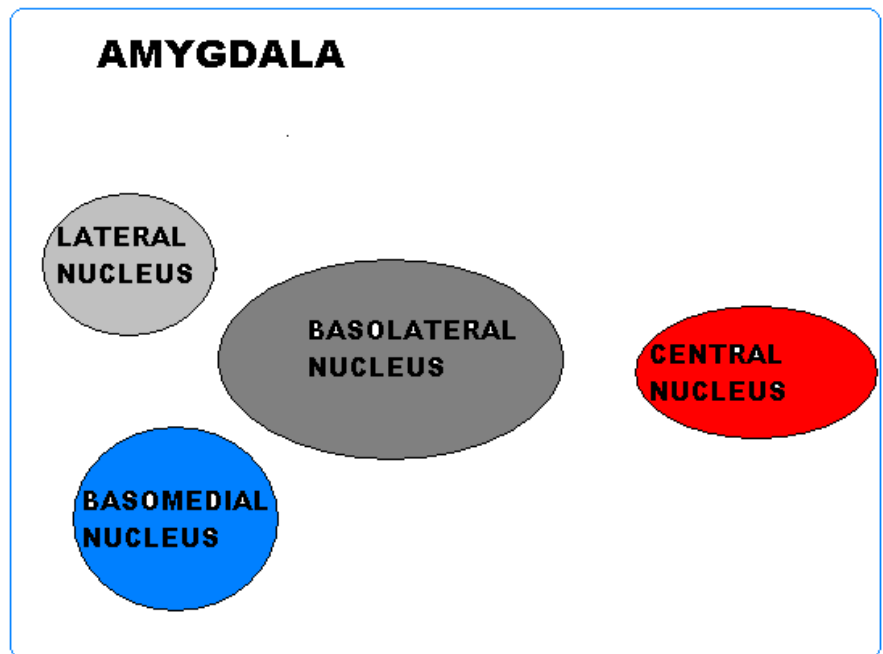 AMYGDALA
LATERAL
NUCLEUS
BASOLATERAL
NUCLEUS
CENTRAL
NUCLEUS
BASOMEDIAL
NUCLEUS